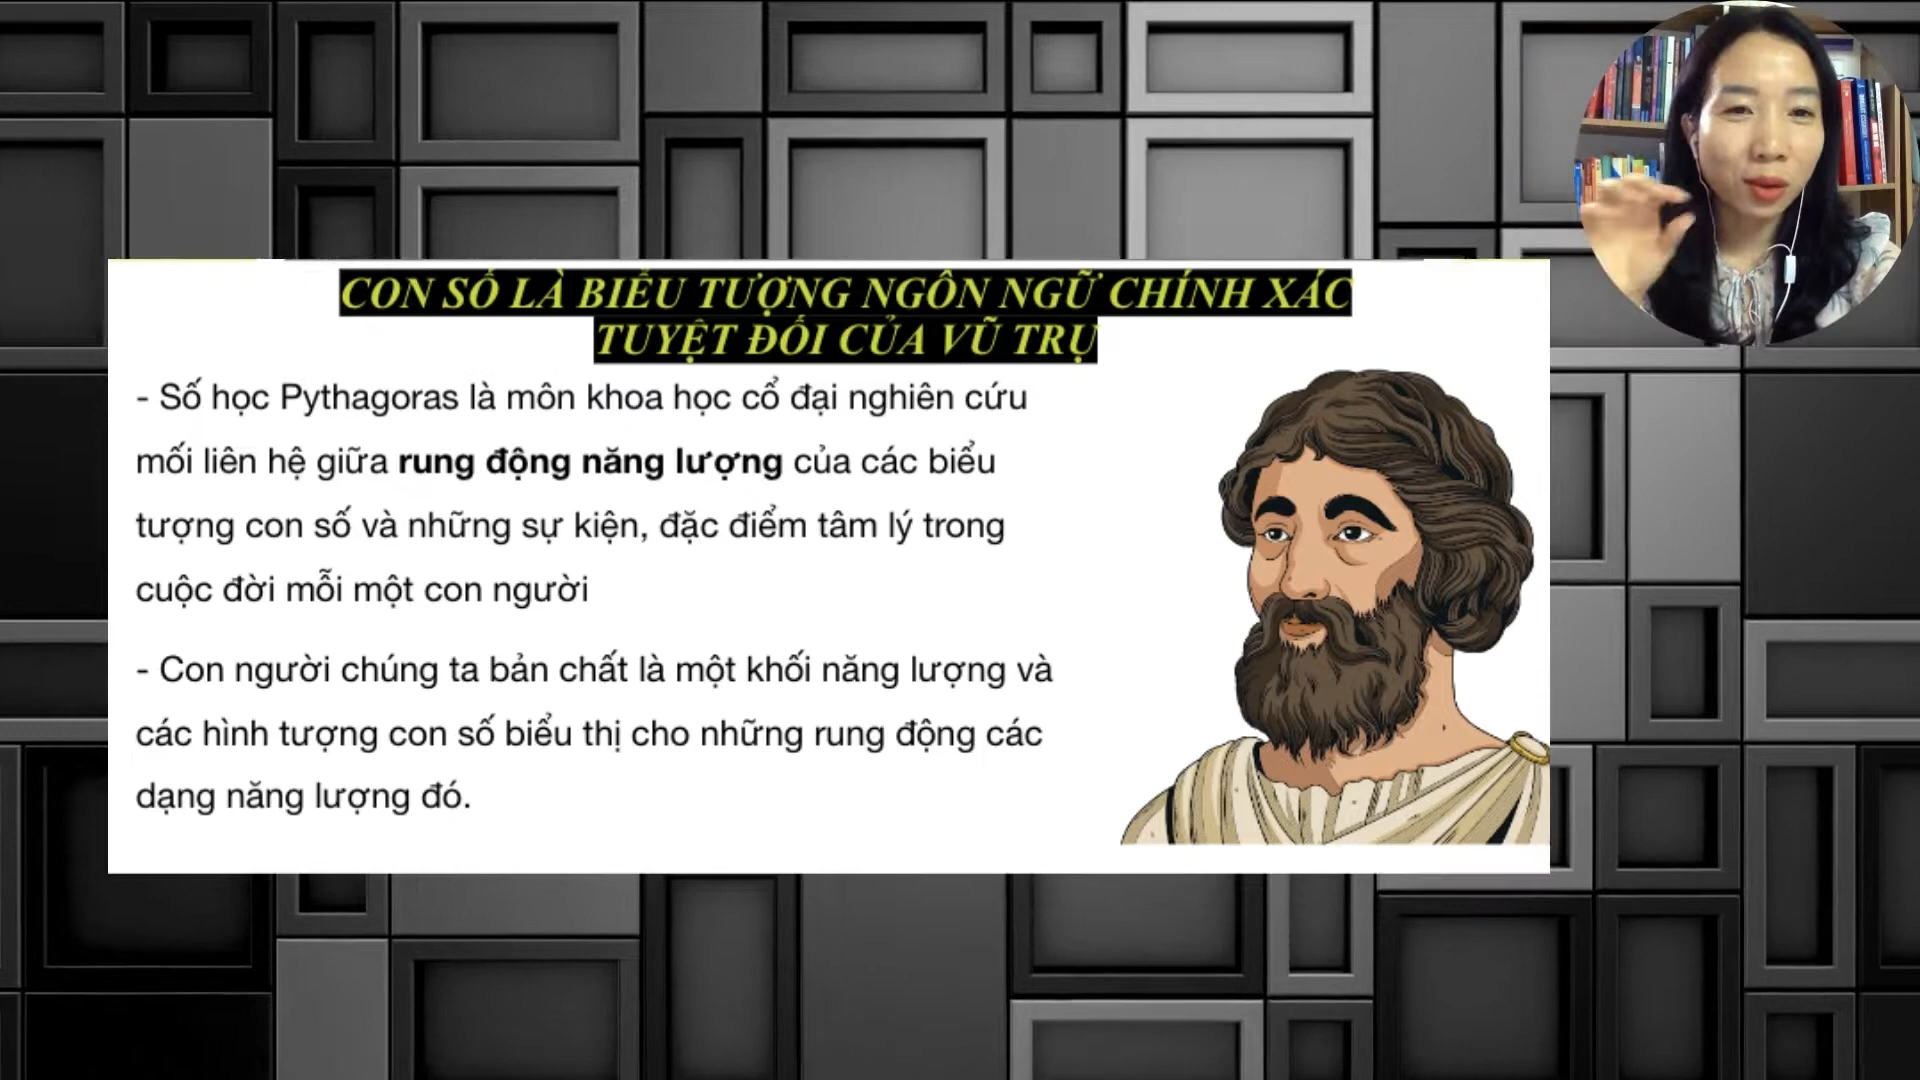 CON SỐ LÀ BIỂU TƯỢNG NGÔN NGỮ CHÍNH XÁC
TUYỆT ĐỐI CỦA VŨ TRỤ
- Số học Pythagoras là môn khoa học cổ đại nghiên cứu
mối liên hệ giữa rung động năng lượng của các biểu
tượng con số và những sự kiện, đặc điểm tâm lý trong
cuộc đời mỗi một con người
- Con người chúng ta bản chất là một khối năng lượng và
các hình tượng con số biểu thị cho những rung động các
dạng năng lượng đó.